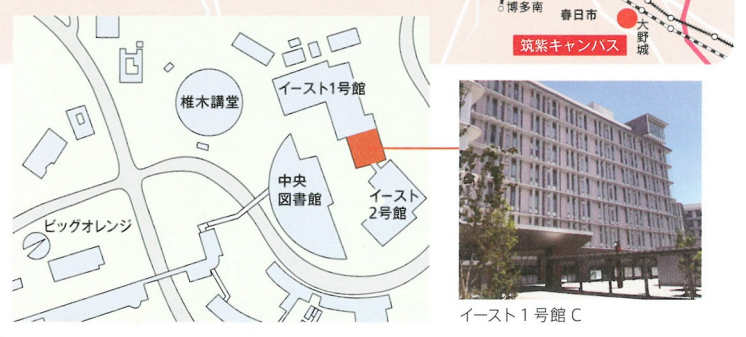 博多南
春日市
大野城
筑紫キャンパス
イースト1号館
椎木講堂
中央
図書館
イースト
2号館
ビッグオレンジ
イースト 1 号館 C